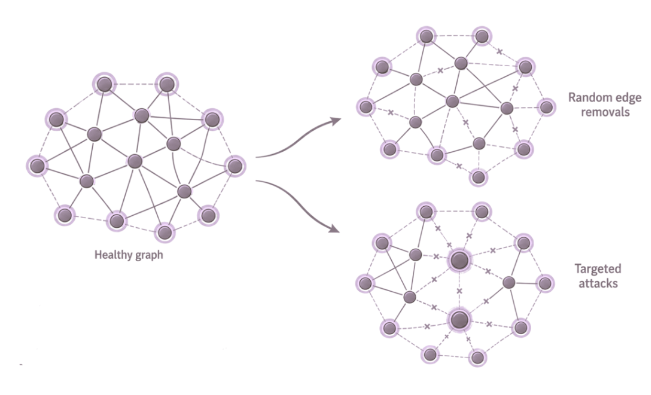 Random edge
removals
Healthy graph
Targeted
attacks